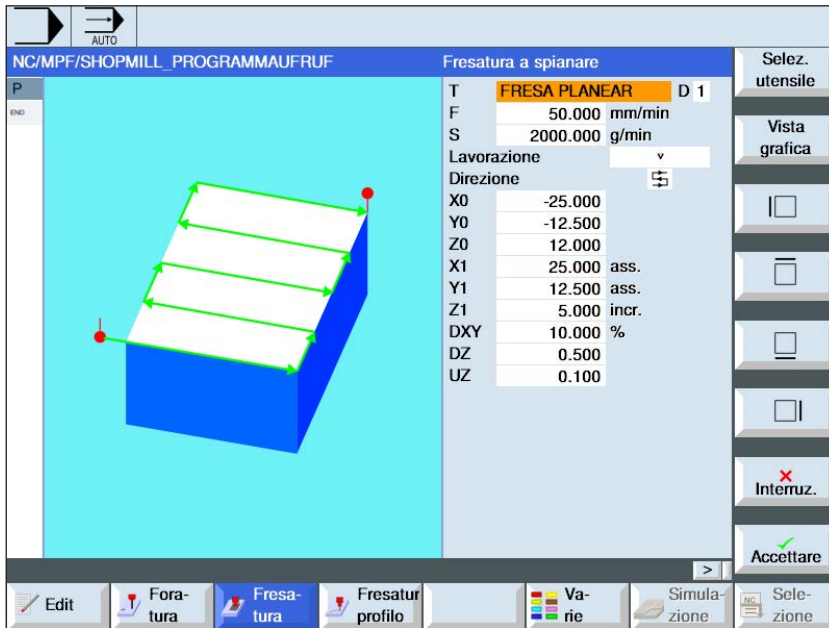 AUTO
NC/MPF/SHOPMILL_PROGRAMMAUFRUF
Fresatura a spianare
P
END
T FRESA PLANEAR D 1
F 50.000 mm/min
S 2000.000 g/min
Lavorazione ▿
Direzione
X0 -25.000
Y0 -12.500
Z0 12.000
X1 25.000 ass.
Y1 12.500 ass.
Z1 5.000 incr.
DXY 10.000 %
DZ 0.500
UZ 0.100
>
Selez.
utensile
Vista
grafica
Interruz.
Accettare
Edit
Fora-
tura
Fresa-
tura
Fresatur
profilo
Va-
rie
Simula-
zione
NC
Sele-
zione